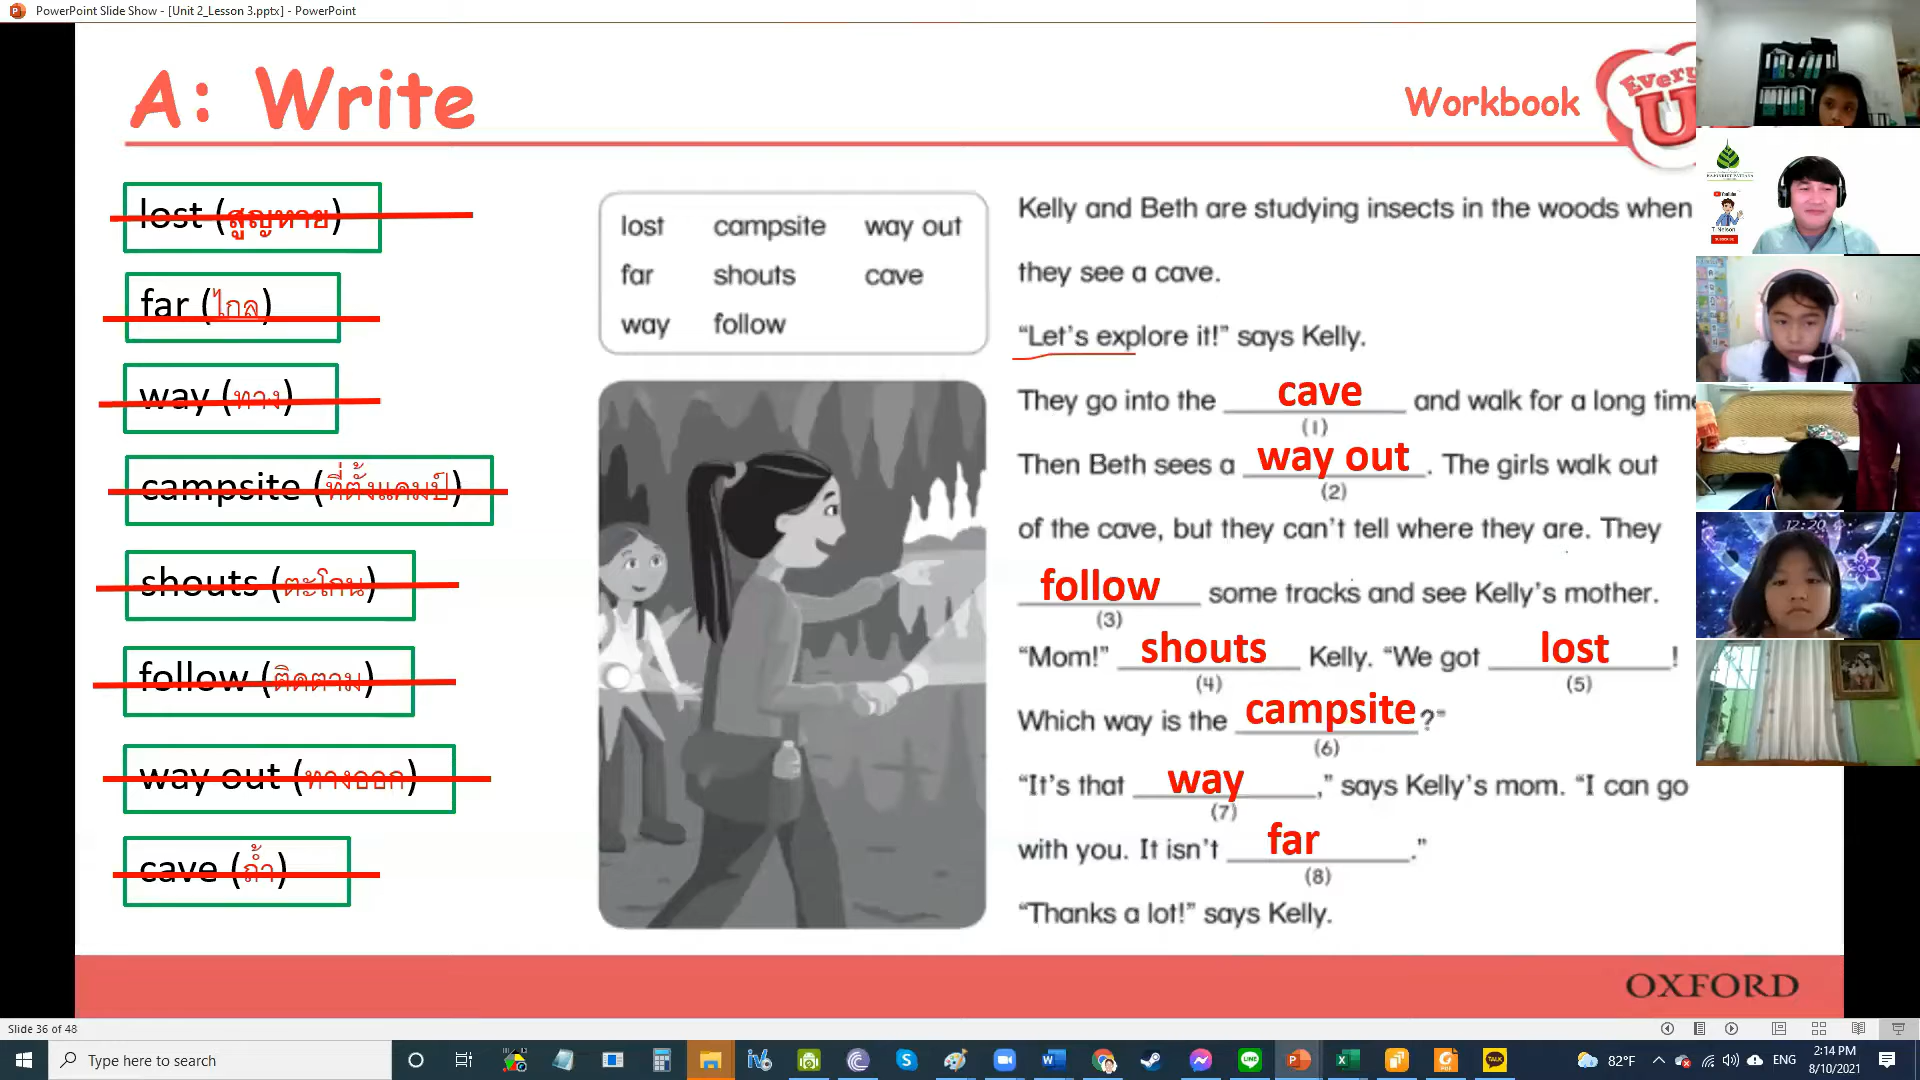 PowerPoint Slide Show - [Unit 2_Lesson 3.pptx] - PowerPoint
A: Write
Workbook
Every
U
lost (สูญหาย)
far (ไกล)
way (ทาง)
campsite (ที่ตั้งแคมป์)
shouts (ตะโกน)
follow (ติดตาม)
way out (ทางออก)
cave (ถ้ำ)
lost campsite way out
far shouts cave
way follow
Kelly and Beth are studying insects in the woods when
they see a cave.
“Let’s explore it!” says Kelly.
They go into the cave and walk for a long time
(1)
Then Beth sees a way out . The girls walk out
(2)
of the cave, but they can’t tell where they are. They
follow some tracks and see Kelly’s mother.
(3)
“Mom!” shouts Kelly. “We got lost !
(4) (5)
Which way is the campsite ?”
(6)
“It’s that way ,” says Kelly’s mom. “I can go
(7)
with you. It isn’t far .”
(8)
“Thanks a lot!” says Kelly.
OXFORD
YouTube
T. Nelson
SUBSCRIBE
12:20
Slide 36 of 48
Type here to search
TALK
82°F
ENG
2:14 PM
8/10/2021